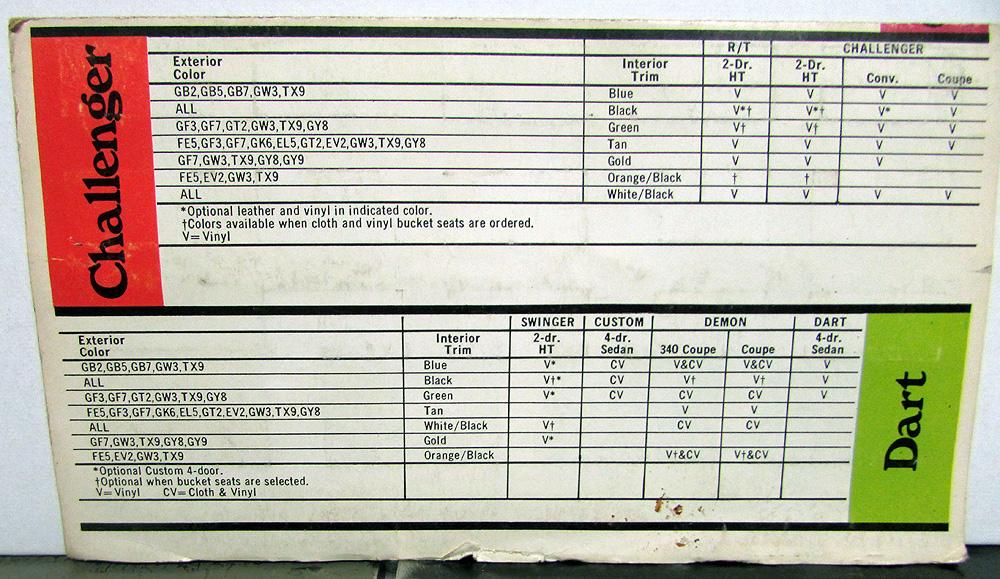 Challenger
R/T CHALLENGER
Exterior Color Interior Trim 2-Dr. HT 2-Dr. HT Conv. Coupe
GB2,GB5,GB7,GW3,TX9 Blue V V V V
ALL Black V*† V*† V* V
GF3,GF7,GT2,GW3,TX9,GY8 Green V† V† V V
FE5,GF3,GF7,GK6,EL5,GT2,EV2,GW3,TX9,GY8 Tan V V V V
GF7,GW3,TX9,GY8,GY9 Gold V V V
FE5,EV2,GW3,TX9 Orange/Black † †
ALL White/Black V V V V
*Optional leather and vinyl in indicated color.
†Colors available when cloth and vinyl bucket seats are ordered.
V=Vinyl
SWINGER CUSTOM DEMON DART
Exterior Color Interior Trim 2-dr. HT 4-dr. Sedan 340 Coupe Coupe 4-dr. Sedan
GB2,GB5,GB7,GW3,TX9 Blue V* CV V&CV V&CV V
ALL Black V†* CV V† V† V
GF3,GF7,GT2,GW3,TX9,GY8 Green V* CV CV CV V
FE5,GF3,GF7,GK6,EL5,GT2,EV2,GW3,TX9,GY8 Tan V V
ALL White/Black V† CV CV
GF7,GW3,TX9,GY8,GY9 Gold V*
FE5,EV2,GW3,TX9 Orange/Black V†&CV V†&CV
*Optional Custom 4-door.
†Optional when bucket seats are selected.
V=Vinyl CV=Cloth & Vinyl
Dart